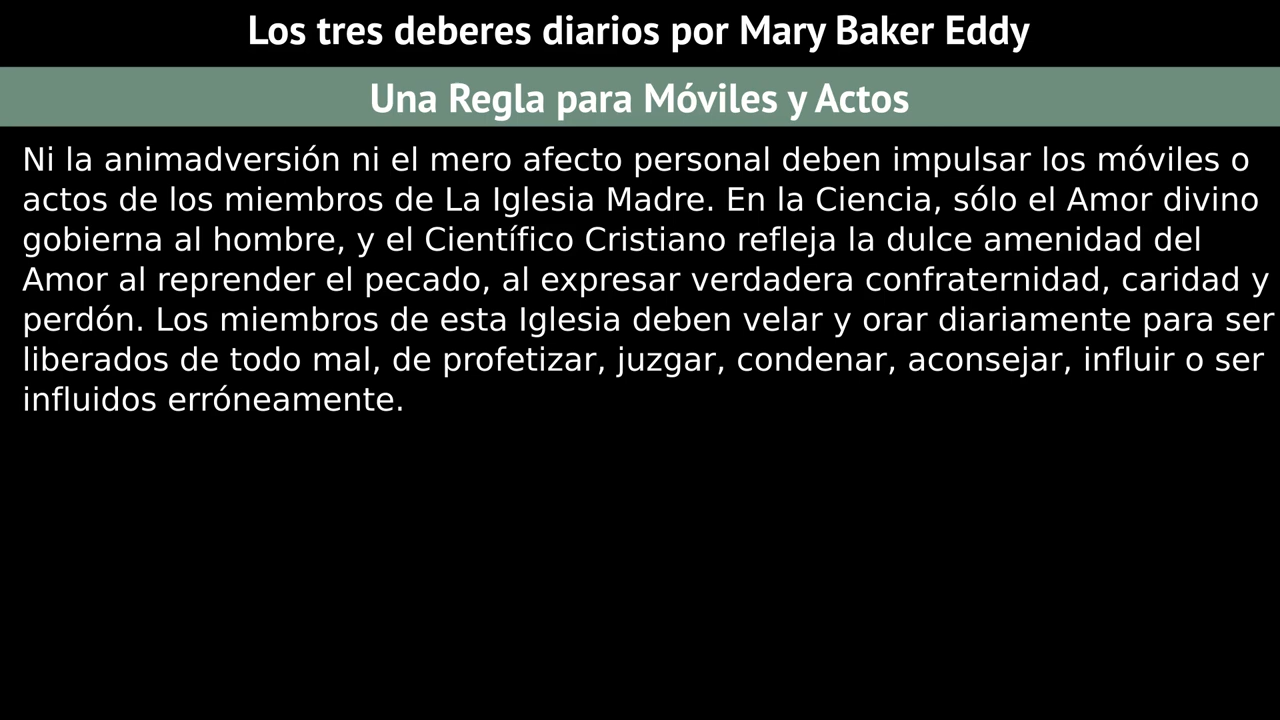 Los tres deberes diarios por Mary Baker Eddy
Una Regla para Móviles y Actos
Ni la animadversión ni el mero afecto personal deben impulsar los móviles o
actos de los miembros de La Iglesia Madre. En la Ciencia, sólo el Amor divino
gobierna al hombre, y el Científico Cristiano refleja la dulce amenidad del
Amor al reprender el pecado, al expresar verdadera confraternidad, caridad y
perdón. Los miembros de esta Iglesia deben velar y orar diariamente para ser
liberados de todo mal, de profetizar, juzgar, condenar, aconsejar, influir o ser
influidos erróneamente.